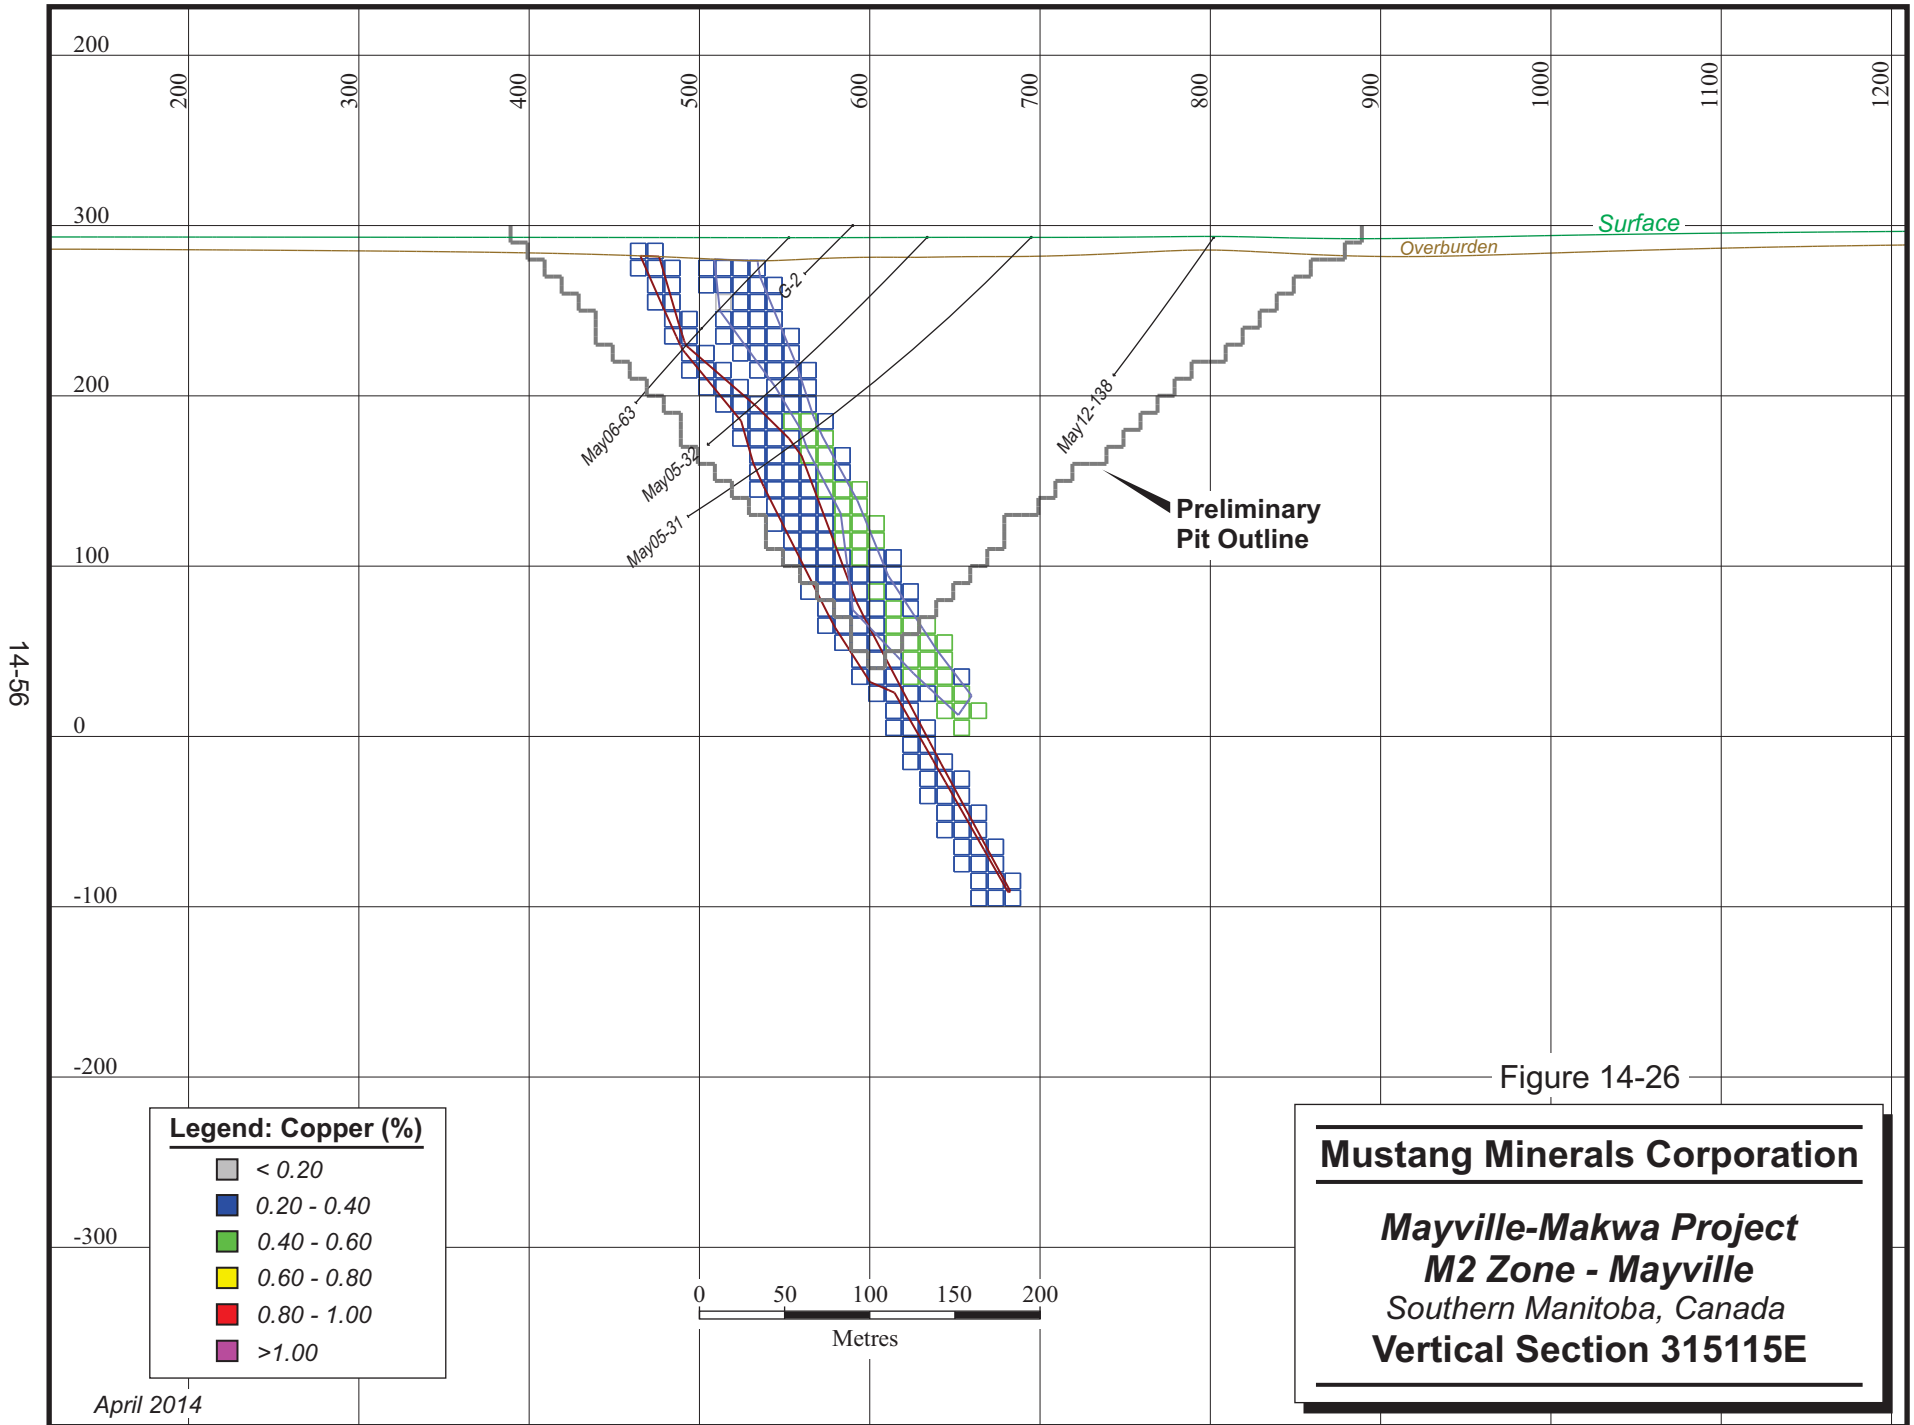 200
200
300
400
500
600
700
800
900
1000
1100
1200
300
Surface
Overburden
G-2
200
May06-63
May05-32
May05-31
May12-138
Preliminary
Pit Outline
100
14-56
0
-100
-200
-300
Figure 14-26
Legend: Copper (%)
< 0.20
0.20 - 0.40
0.40 - 0.60
0.60 - 0.80
0.80 - 1.00
>1.00
April 2014
0 50 100 150 200
Metres
Mustang Minerals Corporation
Mayville-Makwa Project
M2 Zone - Mayville
Southern Manitoba, Canada
Vertical Section 315115E